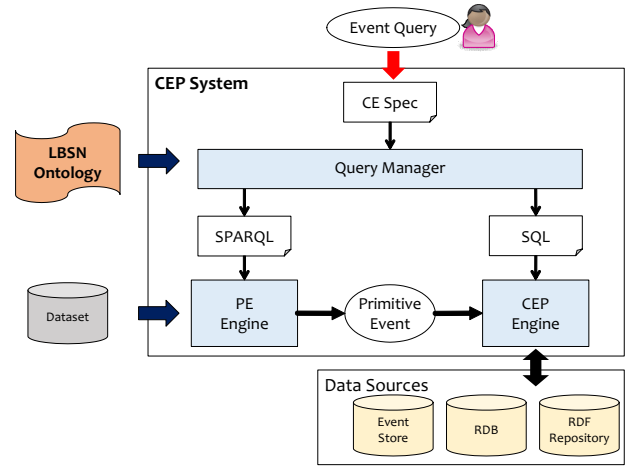 Event Query
CEP System
CE Spec
LBSN
Ontology
Query Manager
SPARQL
SQL
Dataset
PE
Engine
Primitive
Event
CEP
Engine
Data Sources
Event
Store
RDB
RDF
Repository